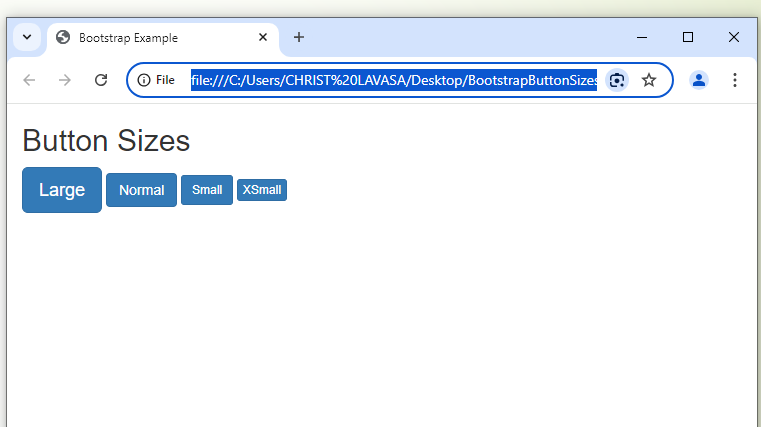 Bootstrap Example
File file:///C:/Users/CHRIST%20LAVASA/Desktop/BootstrapButtonSizes
Button Sizes
Large Normal Small XSmall